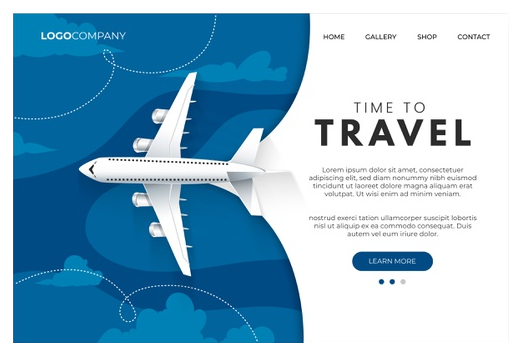 LOGOCOMPANY
HOME GALLERY SHOP CONTACT
TIME TO
TRAVEL
Lorem ipsum dolor sit amet, consectetuer
adipiscing elit, sed diam nonummy nibh euismod
tincidunt ut laoreet dolore magna aliquam erat
volutpat. Ut wisi enim ad minim veniam.
nostrud exercitation ullamcorper suscipit lobortis
nisl ut aliquip ex ea commodo consequat. Duis
autem vel eum iriure dolor.
LEARN MORE